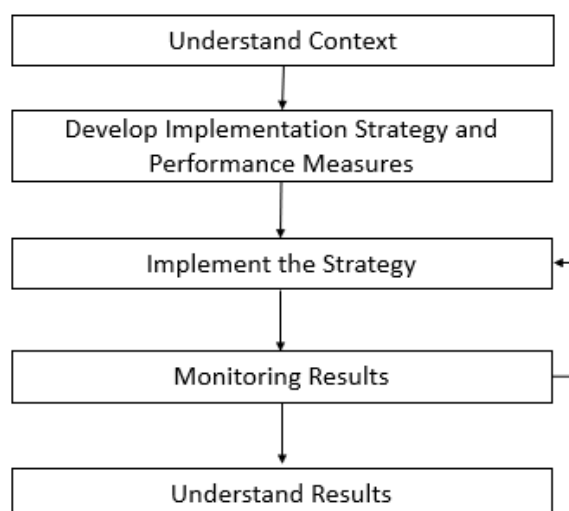 Understand Context
Develop Implementation Strategy and
Performance Measures
Implement the Strategy
Monitoring Results
Understand Results